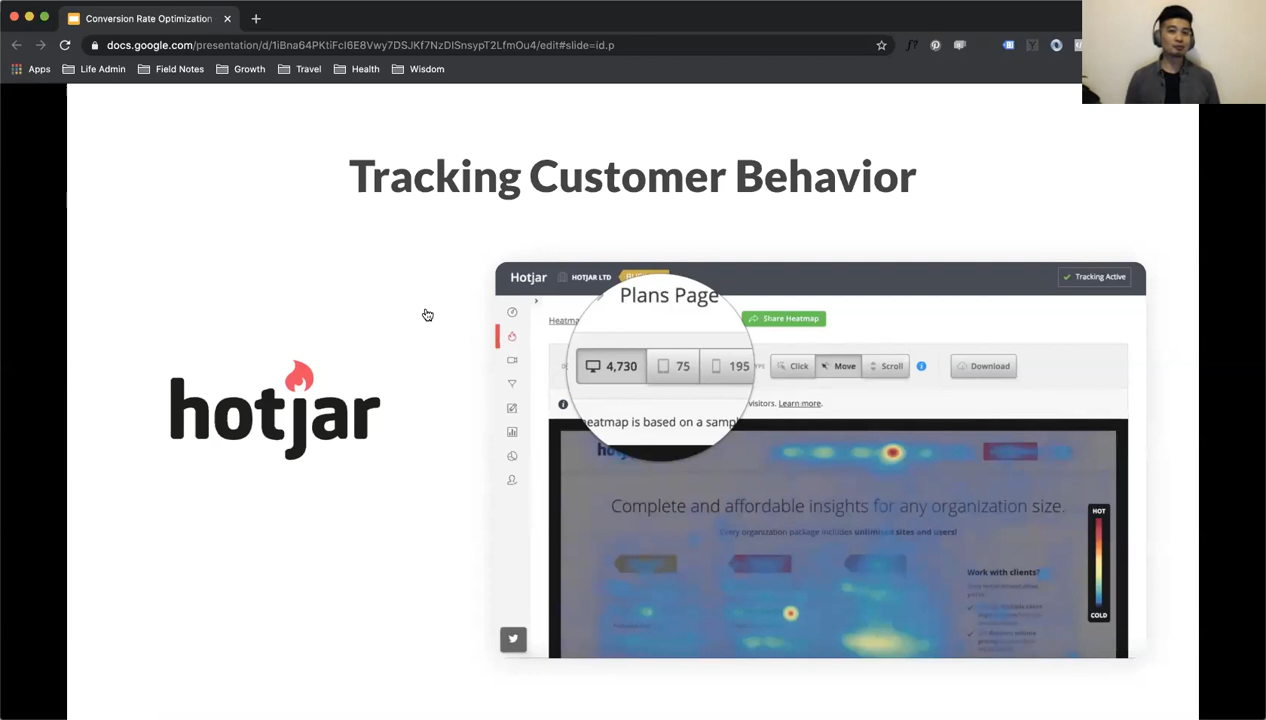 Conversion Rate Optimization
docs.google.com/presentation/d/1iBna64PKtiFcI6E8Vwy7DSJKf7NzDISnsypT2LfmOu4/edit#slide=id.p
Apps Life Admin Field Notes Growth Travel Health Wisdom
Tracking Customer Behavior
Hotjar HOTJAR LTD Tracking Active
Plans Page
Share Heatmap
4,730 75 195 Click Move Scroll Download
visitors. Learn more.
heatmap is based on a samp
hotjar
Complete and affordable insights for any organization size.
Every organization package includes unlimited sites and users!
HOT
Work with clients?
COLD